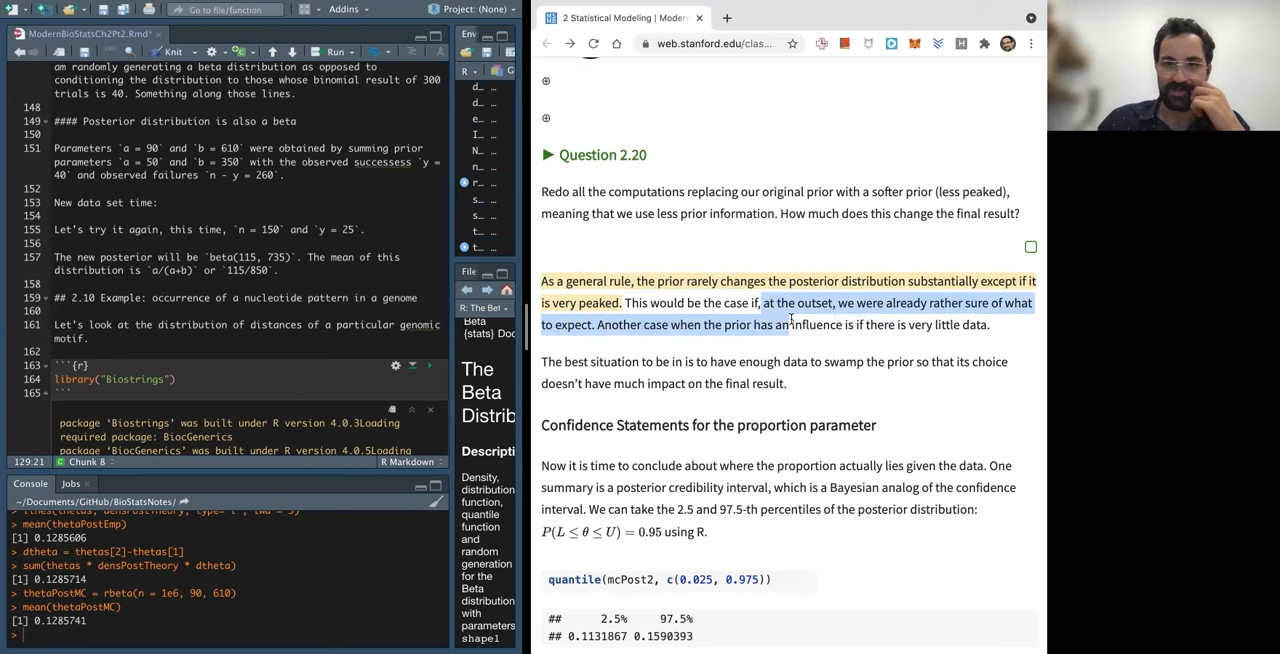 Go to file/function
Addins
Project: (None)
ModernBioStatsCh2Pt2.Rmd*
Knit
Run
am randomly generating a beta distribution as opposed to
conditioning the distribution to those whose binomial result of 300
trials is 40. Something along those lines.
148
149 #### Posterior distribution is also a beta
150
151 Parameters `a = 90` and `b = 610` were obtained by summing prior
parameters `a = 50` and `b = 350` with the observed successess `y =
40` and observed failures `n - y = 260`.
152
153 New data set time:
154
155 Let's try it again, this time, `n = 150` and `y = 25`.
156
157 The new posterior will be `beta(115, 735)`. The mean of this
distribution is `a/(a+b)` or `115/850`.
158
159 ## 2.10 Example: occurrence of a nucleotide pattern in a genome
160
161 Let's look at the distribution of distances of a particular genomic
motif.
162
163 ```{r}
164 library("Biostrings")
165 ```
package ‘Biostrings’ was built under R version 4.0.3Loading
required package: BiocGenerics
package ‘BiocGenerics’ was built under R version 4.0.5Loading
129:21 Chunk 8
R Markdown
Console Jobs
~/Documents/GitHub/BioStatsNotes/
> mean(thetaPostEmp)
[1] 0.1285606
> dtheta = thetas[2]-thetas[1]
> sum(thetas * densPostTheory * dtheta)
[1] 0.1285714
> thetaPostMC = rbeta(n = 1e6, 90, 610)
> mean(thetaPostMC)
[1] 0.1285741
>
Env
R
G
d... ...
d... ...
e... ...
I... ...
N... ...
n... ...
r... ...
s... ...
s... ...
t... ...
t... ...
File
R: The Bet
Beta
{stats} Doc
The
Beta
Distrib
Descripti
Density,
distribution
function,
quantile
function
and
random
generation
for the
Beta
distribution
with
parameters
shape1
2 Statistical Modeling | Moder
web.stanford.edu/clas...
Question 2.20
Redo all the computations replacing our original prior with a softer prior (less peaked),
meaning that we use less prior information. How much does this change the final result?
As a general rule, the prior rarely changes the posterior distribution substantially except if it
is very peaked. This would be the case if, at the outset, we were already rather sure of what
to expect. Another case when the prior has an influence is if there is very little data.
The best situation to be in is to have enough data to swamp the prior so that its choice
doesn’t have much impact on the final result.
Confidence Statements for the proportion parameter
Now it is time to conclude about where the proportion actually lies given the data. One
summary is a posterior credibility interval, which is a Bayesian analog of the confidence
interval. We can take the 2.5 and 97.5-th percentiles of the posterior distribution:
P(L ≤ θ ≤ U) = 0.95 using R.
quantile(mcPost2, c(0.025, 0.975))
## 2.5% 97.5%
## 0.1131867 0.1590393